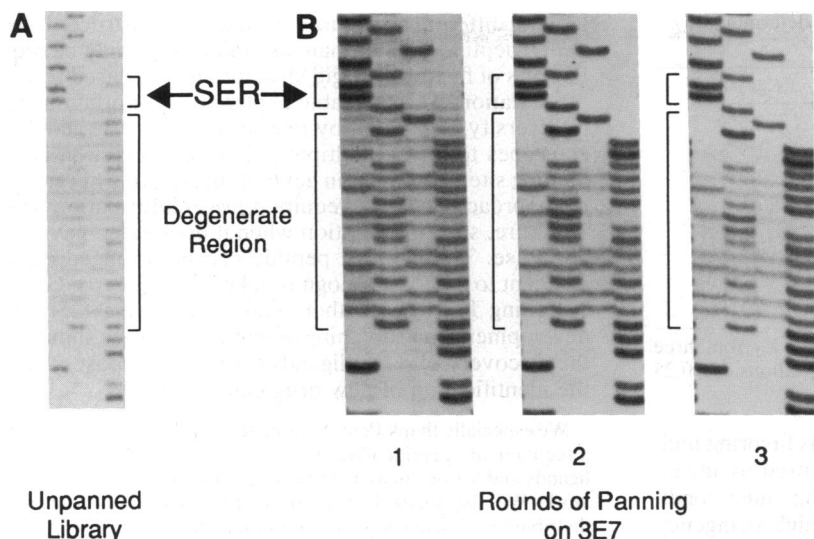 A
B
SER
Degenerate
Region
1
2
3
Unpanned
Library
Rounds of Panning
on 3E7